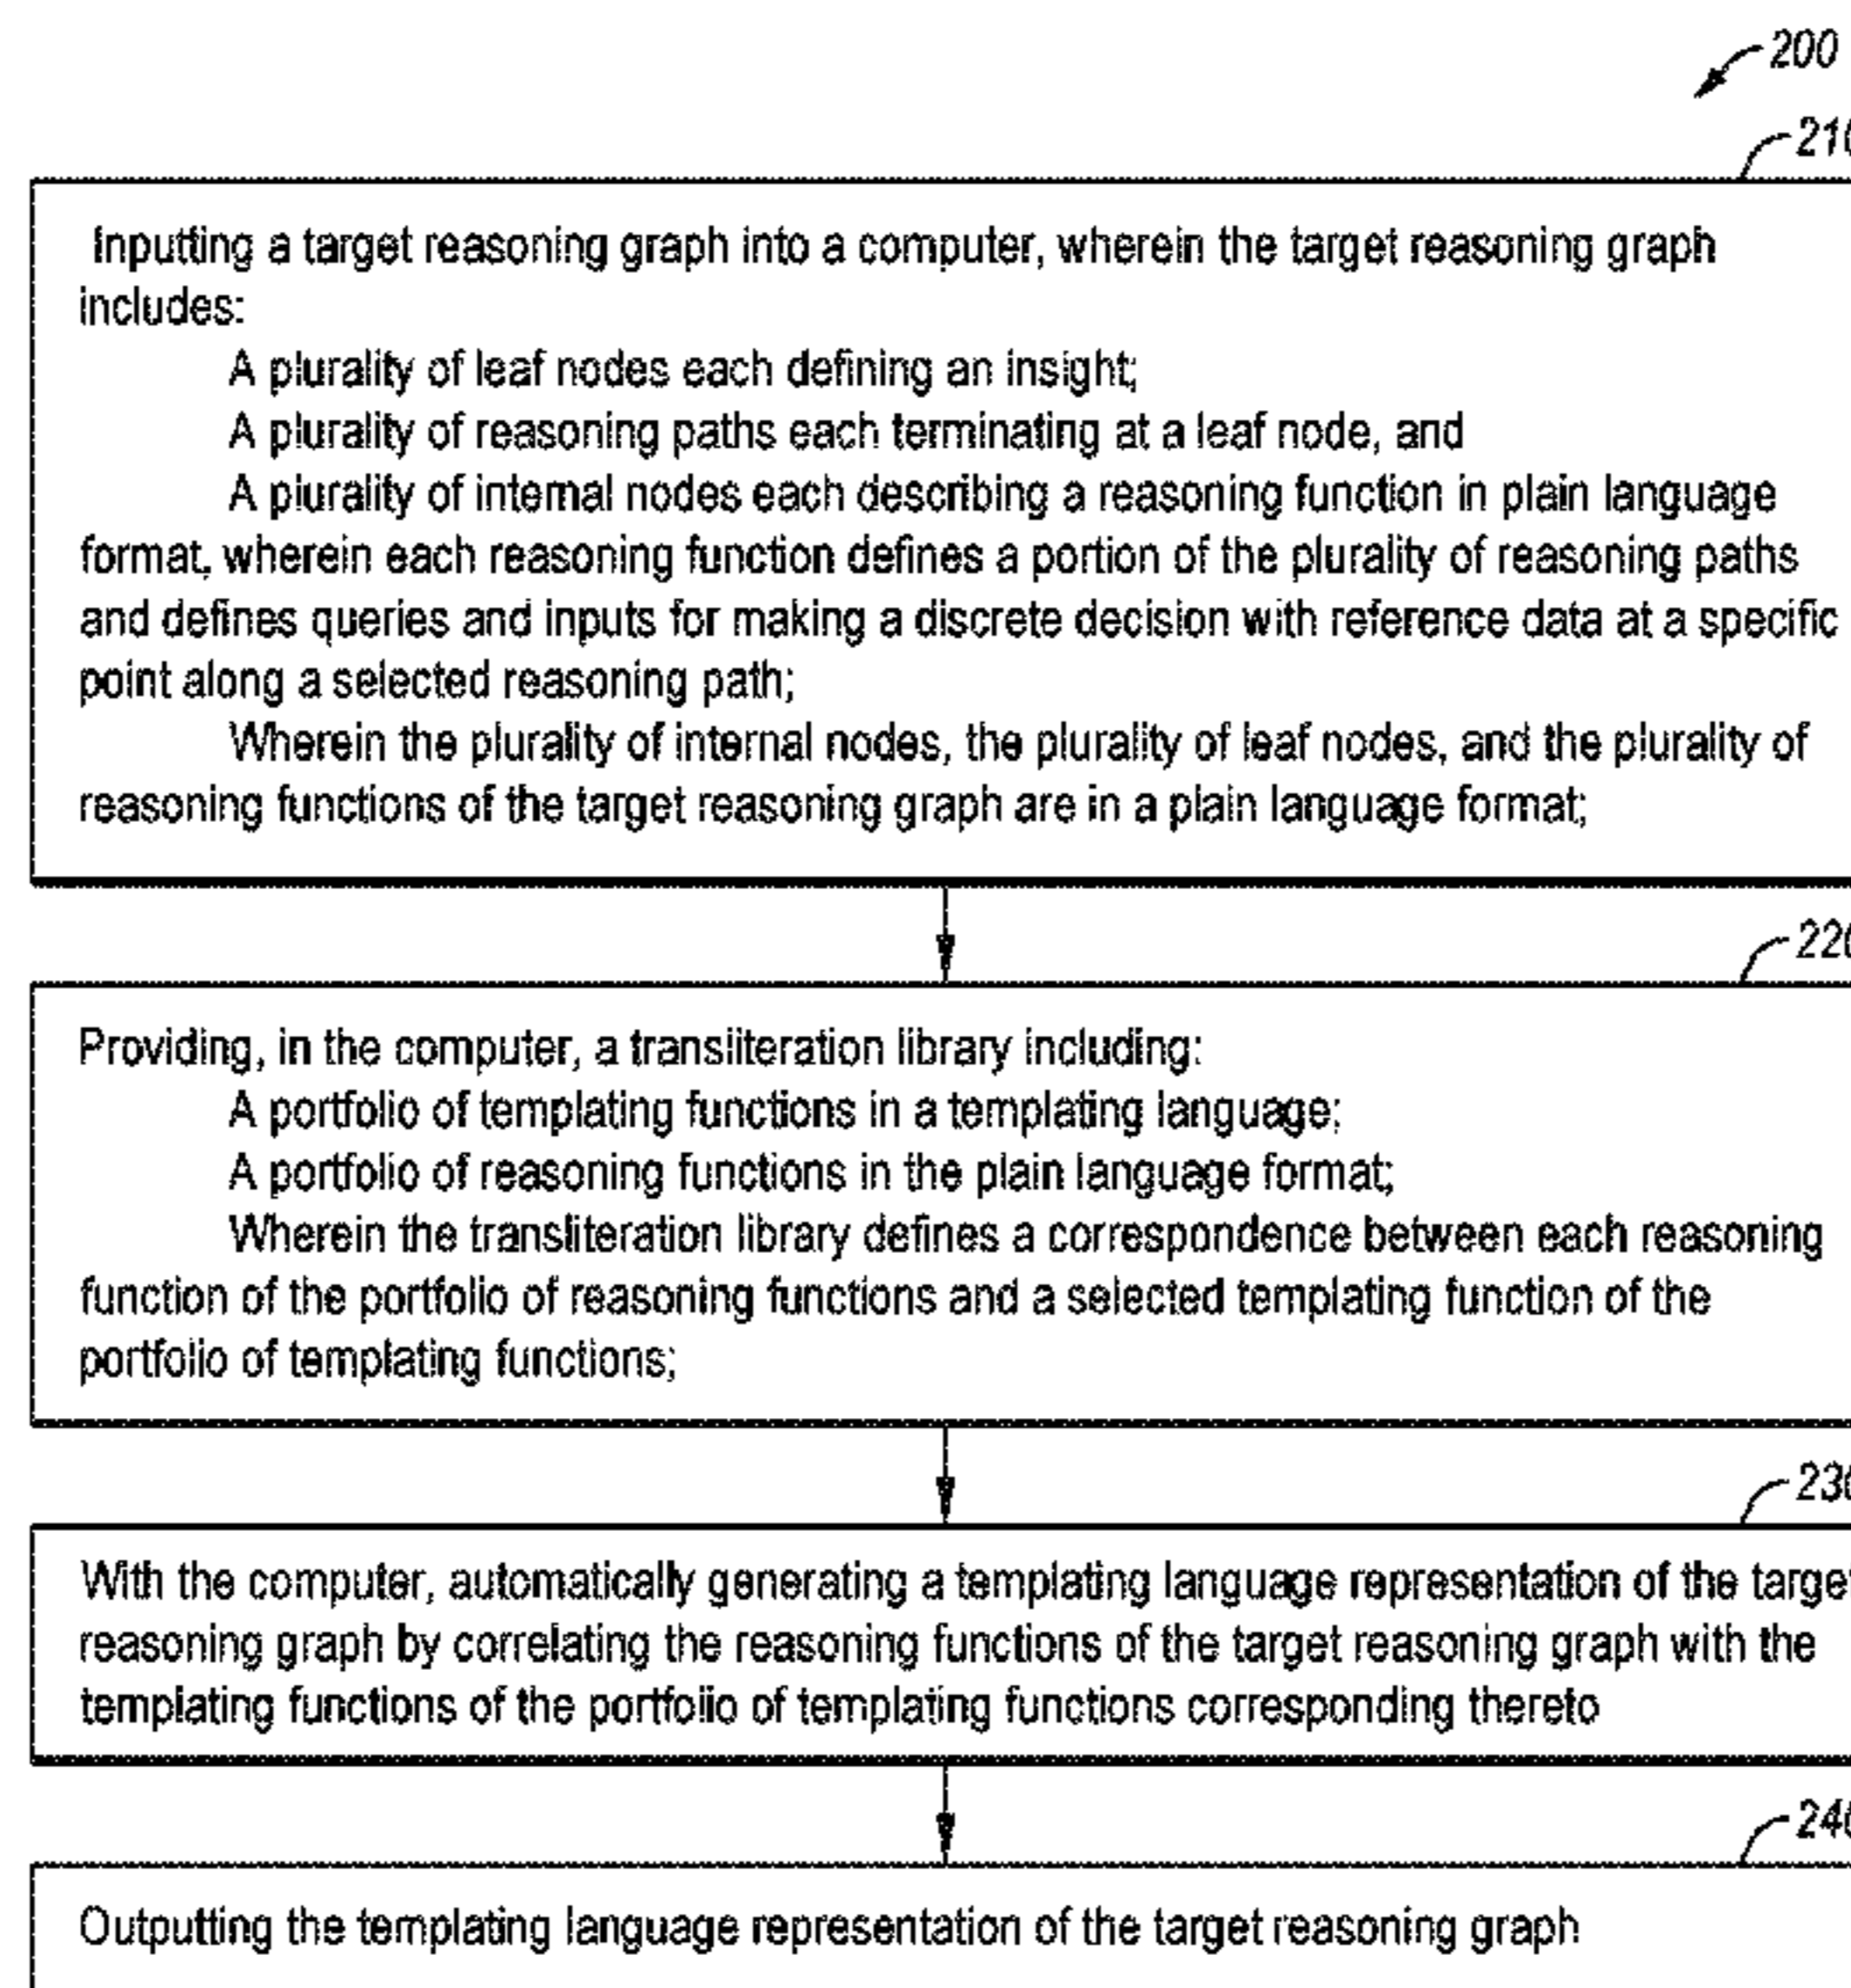 200
210
Inputting a target reasoning graph into a computer, wherein the target reasoning graph
includes:
A plurality of leaf nodes each defining an insight;
A plurality of reasoning paths each terminating at a leaf node, and
A plurality of internal nodes each describing a reasoning function in plain language
format, wherein each reasoning function defines a portion of the plurality of reasoning paths
and defines queries and inputs for making a discrete decision with reference data at a specific
point along a selected reasoning path;
Wherein the plurality of internal nodes, the plurality of leaf nodes, and the plurality of
reasoning functions of the target reasoning graph are in a plain language format;
220
Providing, in the computer, a transliteration library including:
A portfolio of templating functions in a templating language;
A portfolio of reasoning functions in the plain language format;
Wherein the transliteration library defines a correspondence between each reasoning
function of the portfolio of reasoning functions and a selected templating function of the
portfolio of templating functions;
230
With the computer, automatically generating a templating language representation of the target
reasoning graph by correlating the reasoning functions of the target reasoning graph with the
templating functions of the portfolio of templating functions corresponding thereto
240
Outputting the templating language representation of the target reasoning graph